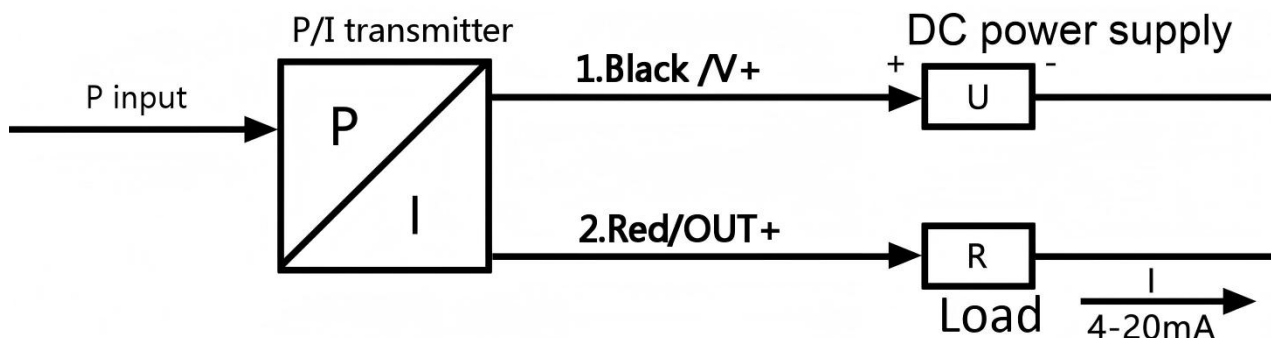 P/I transmitter
DC power supply
P input
1.Black /V+
+
-
U
P
I
2.Red/OUT+
R
Load
I
4-20mA